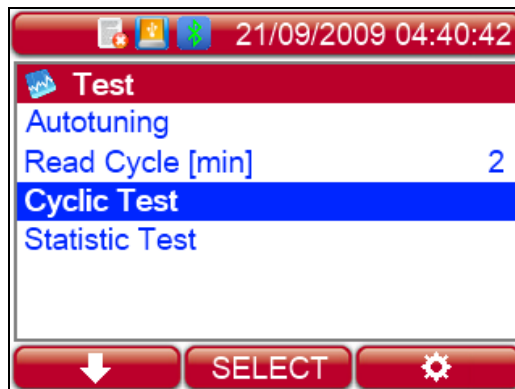 21/09/2009 04:40:42
Test
Autotuning
Read Cycle [min] 2
Cyclic Test
Statistic Test
SELECT